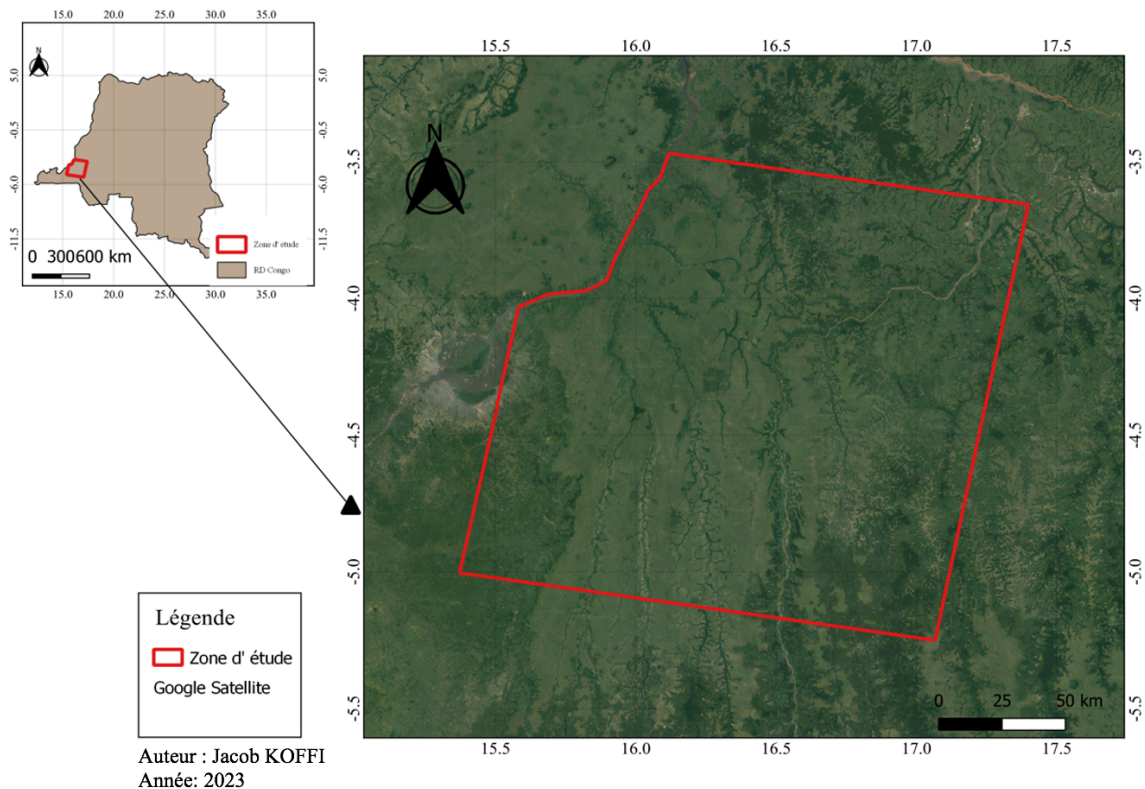 15.0 20.0 25.0 30.0 35.0
N
5.0 5.0
-0.5 -0.5
-6.0 -6.0
-11.5 -11.5
0 300600 km
Zone d' etude
RD Congo
15.0 20.0 25.0 30.0 35.0
15.5 16.0 16.5 17.0 17.5
N
-3.5 -3.5
-4.0 -4.0
-4.5 -4.5
-5.0 -5.0
-5.5 -5.5
0 25 50 km
15.5 16.0 16.5 17.0 17.5
Légende
Zone d' étude
Google Satellite
Auteur : Jacob KOFFI
Année: 2023